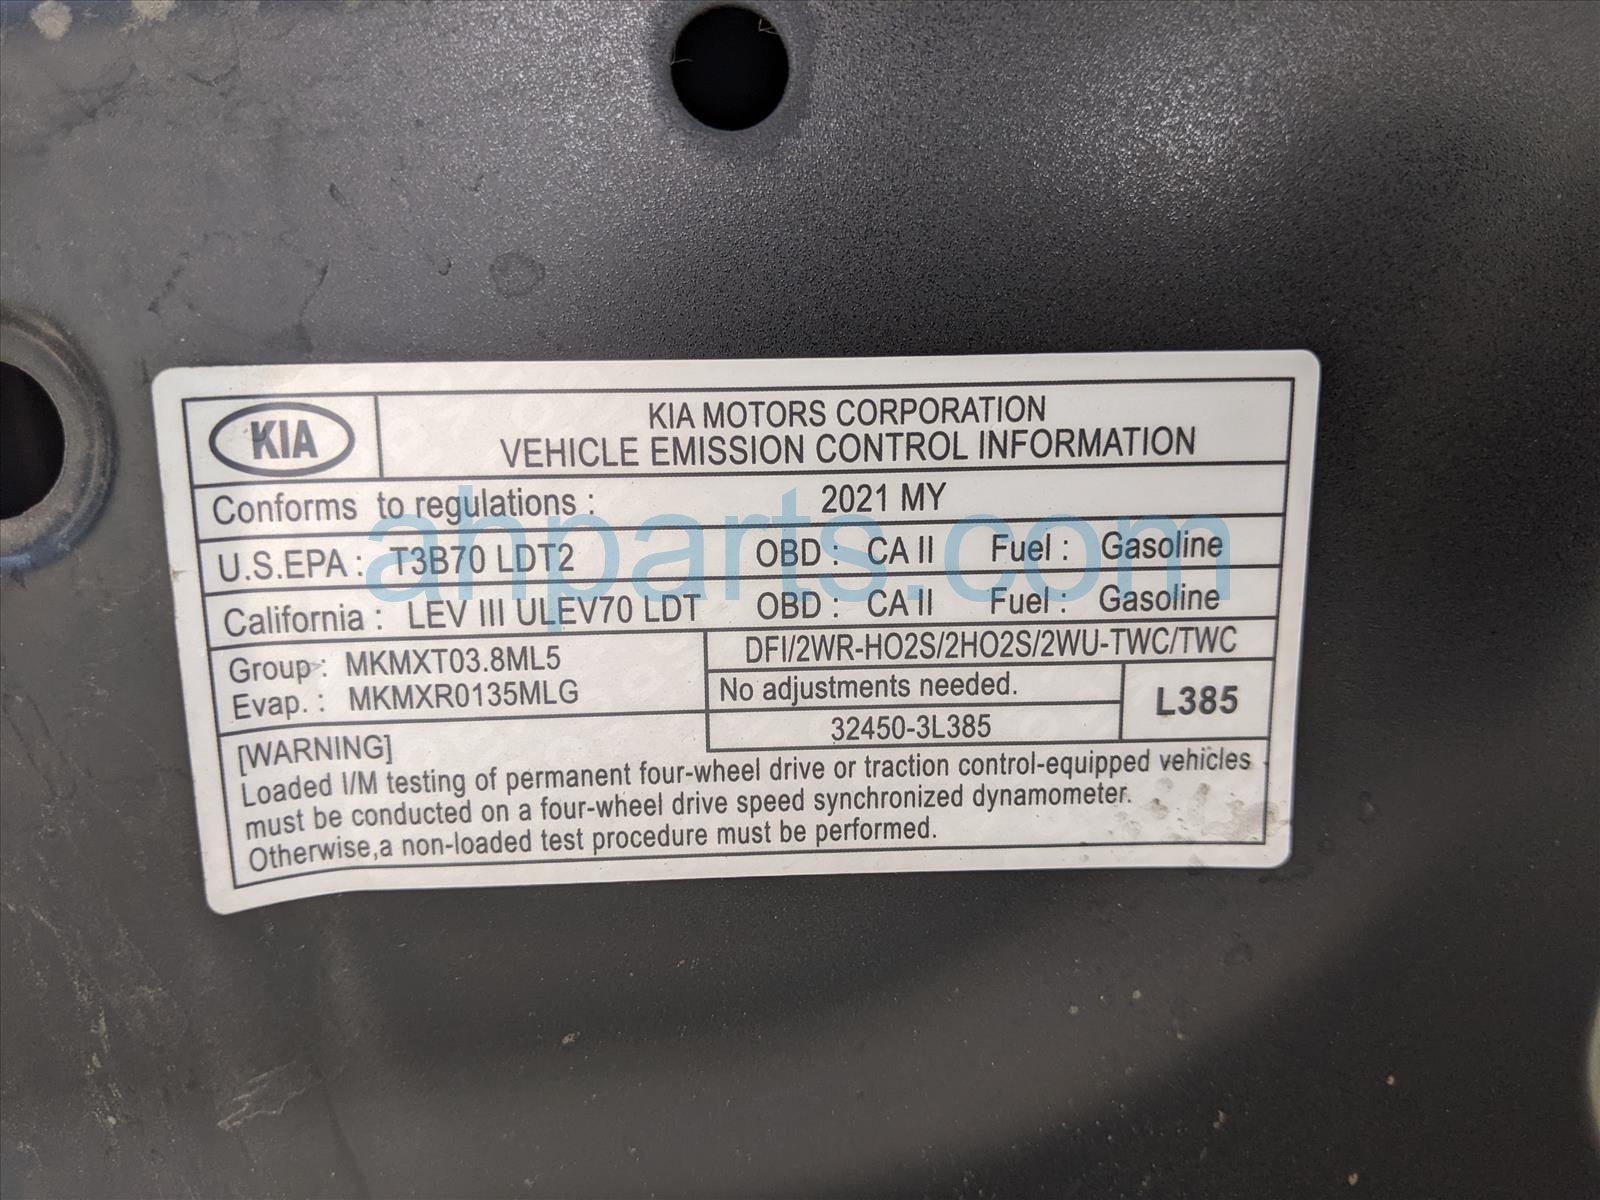 KIA
KIA MOTORS CORPORATION
VEHICLE EMISSION CONTROL INFORMATION
Conforms to regulations : 2021 MY
U.S.EPA : T3B70 LDT2 OBD : CA II Fuel : Gasoline
California : LEV III ULEV70 LDT OBD : CA II Fuel : Gasoline
Group : MKMXT03.8ML5
Evap. : MKMXR0135MLG
DFI/2WR-HO2S/2HO2S/2WU-TWC/TWC
No adjustments needed.
32450-3L385
L385
[WARNING]
Loaded I/M testing of permanent four-wheel drive or traction control-equipped vehicles
must be conducted on a four-wheel drive speed synchronized dynamometer.
Otherwise,a non-loaded test procedure must be performed.
ahparts.com